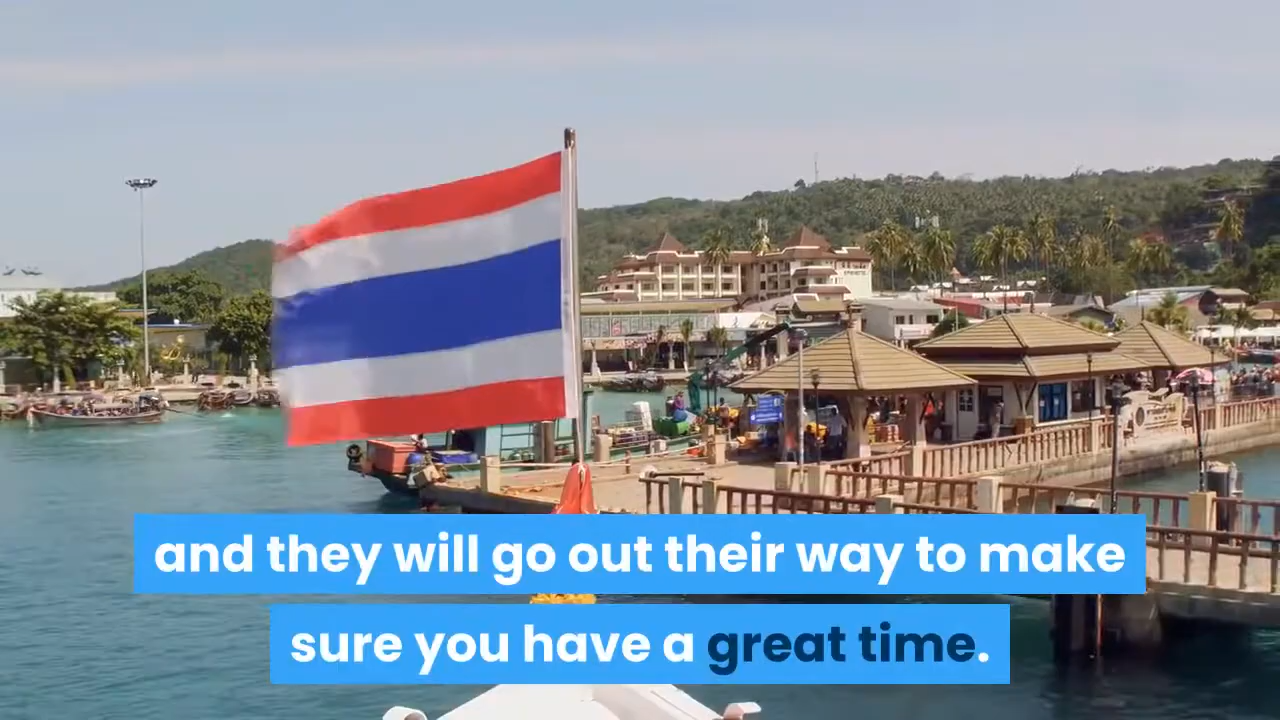 and they will go out their way to make
sure you have a great time.